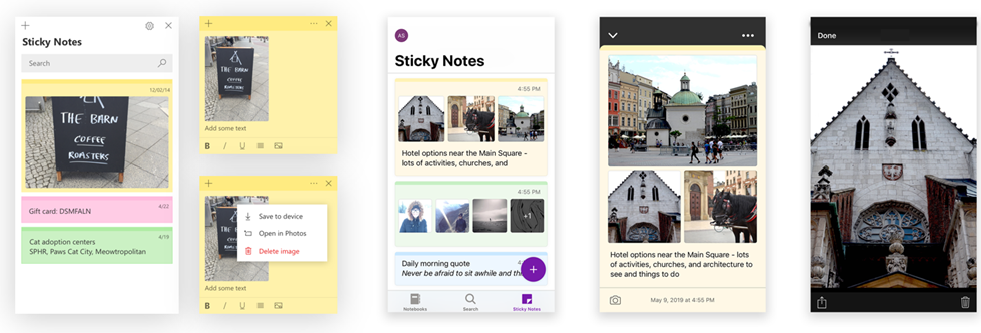 Sticky Notes
Search
12/02/14
THE BARN
COFFEE
ROASTERS
Gift card: DSMFALN
4/22
4/19
Cat adoption centers
SPHR, Paws Cat City, Meowtropolitan
THE BARN
COFFEE
ROASTERS
Add some text
B I U
Save to device
Open in Photos
Delete image
Add some text
B I U
AS
Sticky Notes
4:55 PM
Hotel options near the Main Square -
lots of activities, churches, and
4:55 PM
+1
Daily morning quote
Never be afraid to sit awhile and
Notebooks
Search
Sticky Notes
Hotel options near the Main Square - lots
of activities, churches, and architecture to
see and things to do
May 9, 2019 at 4:55 PM
Done